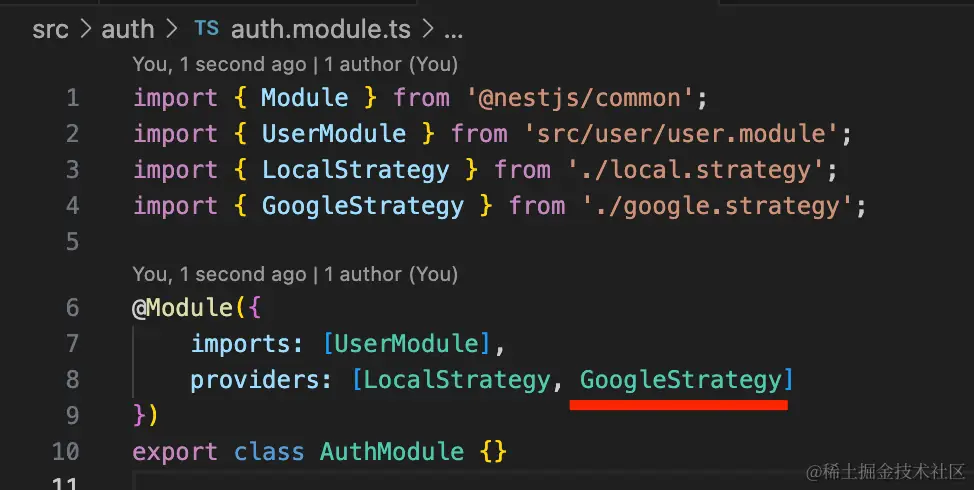 src > auth > TS auth.module.ts > ...
You, 1 second ago | 1 author (You)
1 import { Module } from '@nestjs/common';
2 import { UserModule } from 'src/user/user.module';
3 import { LocalStrategy } from './local.strategy';
4 import { GoogleStrategy } from './google.strategy';
5
You, 1 second ago | 1 author (You)
6 @Module({
7     imports: [UserModule],
8     providers: [LocalStrategy, GoogleStrategy]
9 })
10 export class AuthModule {}
11
@稀土掘金技术社区